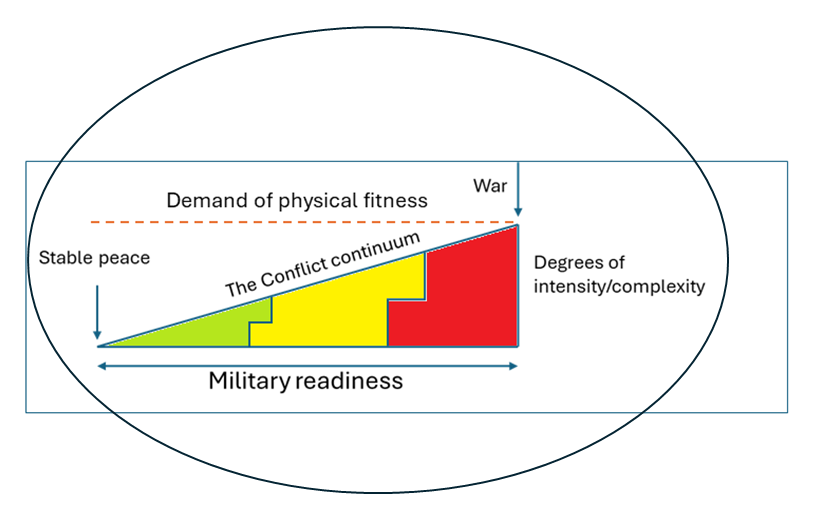 War
Demand of physical fitness
The Conflict continuum
Stable peace
Degrees of
intensity/complexity
Military readiness